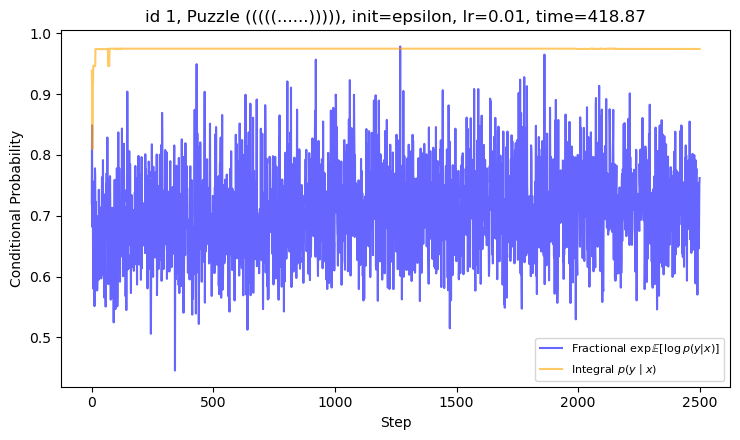 id 1, Puzzle (((((......))))), init=epsilon, lr=0.01, time=418.87
Conditional Probability
1.0
0.9
0.8
0.7
0.6
0.5
0
500
1000
1500
2000
2500
Step
Fractional exp𝔼[log p(y|x)]
Integral p(y | x)